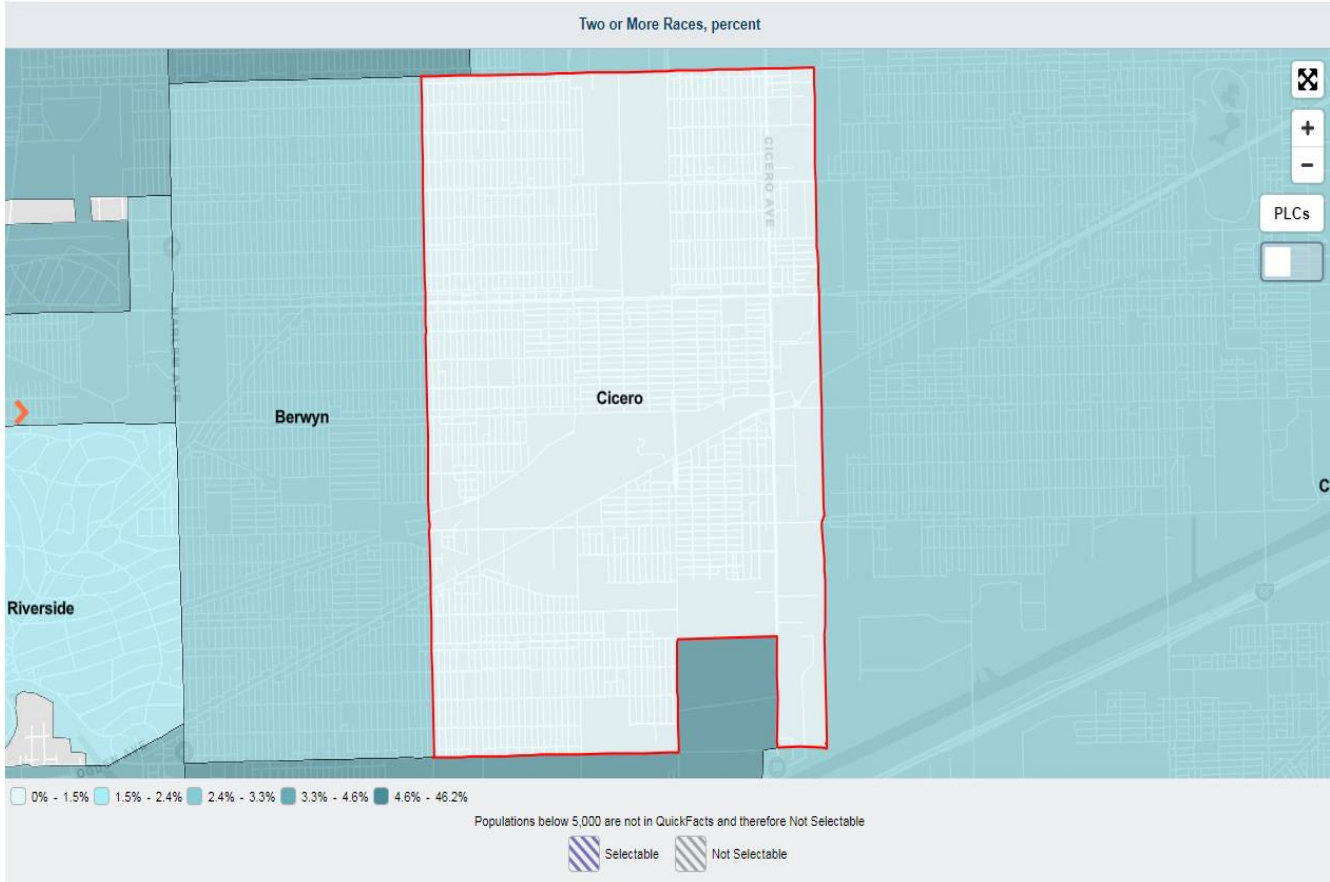 Two or More Races, percent
CICERO AVE
+
−
PLCs
HARLEM AVE
Cicero
Berwyn
C
Riverside
0% - 1.5% 1.5% - 2.4% 2.4% - 3.3% 3.3% - 4.6% 4.6% - 46.2%
Populations below 5,000 are not in QuickFacts and therefore Not Selectable
Selectable Not Selectable